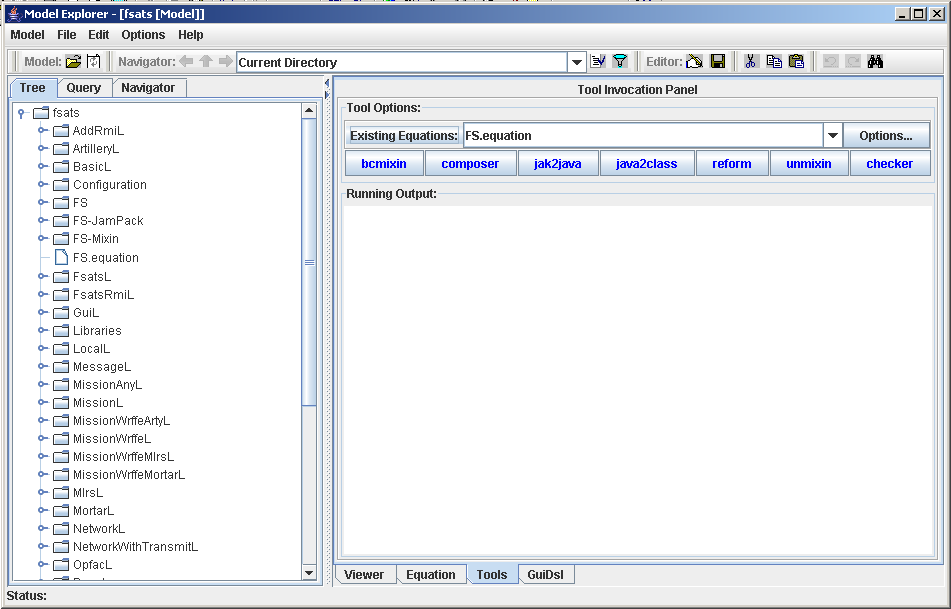 Model Explorer - [fsats [Model]]
Model File Edit Options Help
Model: Navigator: Current Directory Editor:
Tree Query Navigator
fsats
AddRmiL
ArtilleryL
BasicL
Configuration
FS
FS-JamPack
FS-Mixin
FS.equation
FsatsL
FsatsRmiL
GuiL
Libraries
LocalL
MessageL
MissionAnyL
MissionL
MissionWrffeArtyL
MissionWrffeL
MissionWrffeMlrsL
MissionWrffeMortarL
MlrsL
MortarL
NetworkL
NetworkWithTransmitL
OpfacL
Tool Invocation Panel
Tool Options:
Existing Equations: FS.equation Options...
bcmixin composer jak2java java2class reform unmixin checker
Running Output:
Viewer Equation Tools GuiDsl
Status: